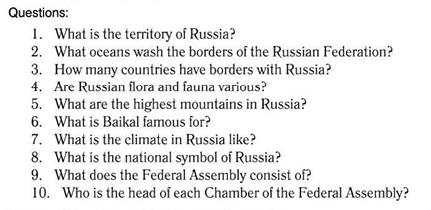 Questions:
1. What is the territory of Russia?
2. What oceans wash the borders of the Russian Federation?
3. How many countries have borders with Russia?
4. Are Russian flora and fauna various?
5. What are the highest mountains in Russia?
6. What is Baikal famous for?
7. What is the climate in Russia like?
8. What is the national symbol of Russia?
9. What does the Federal Assembly consist of?
10. Who is the head of each Chamber of the Federal Assembly?